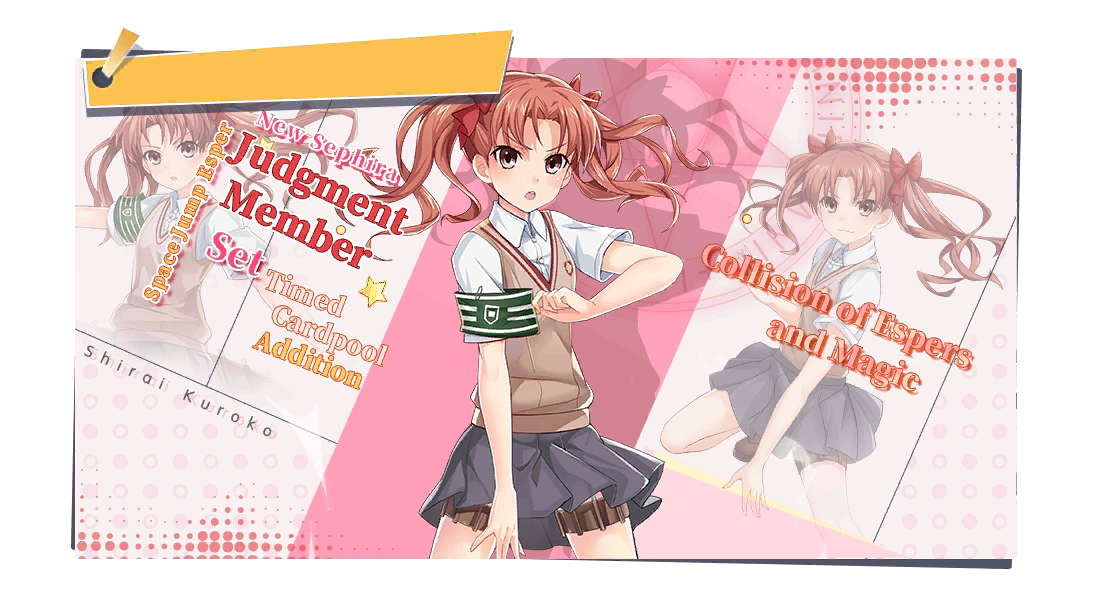 New Sephira
Judgment
Member
Space Jump Esper
Set
Timed
Cardpool
Addition
Shirai Kuroko
Collision of Espers
and Magic